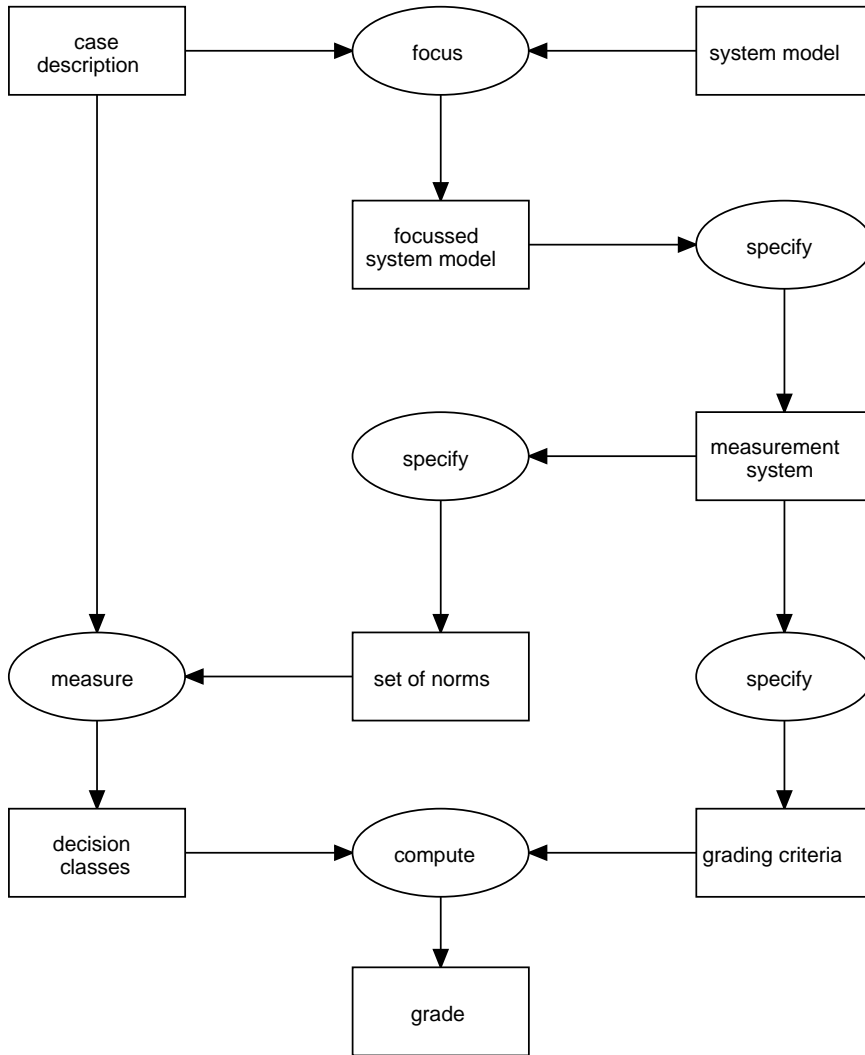 case
description
focus
system model
focussed
system model
specify
specify
measurement
system
measure
set of norms
specify
decision
classes
compute
grading criteria
grade